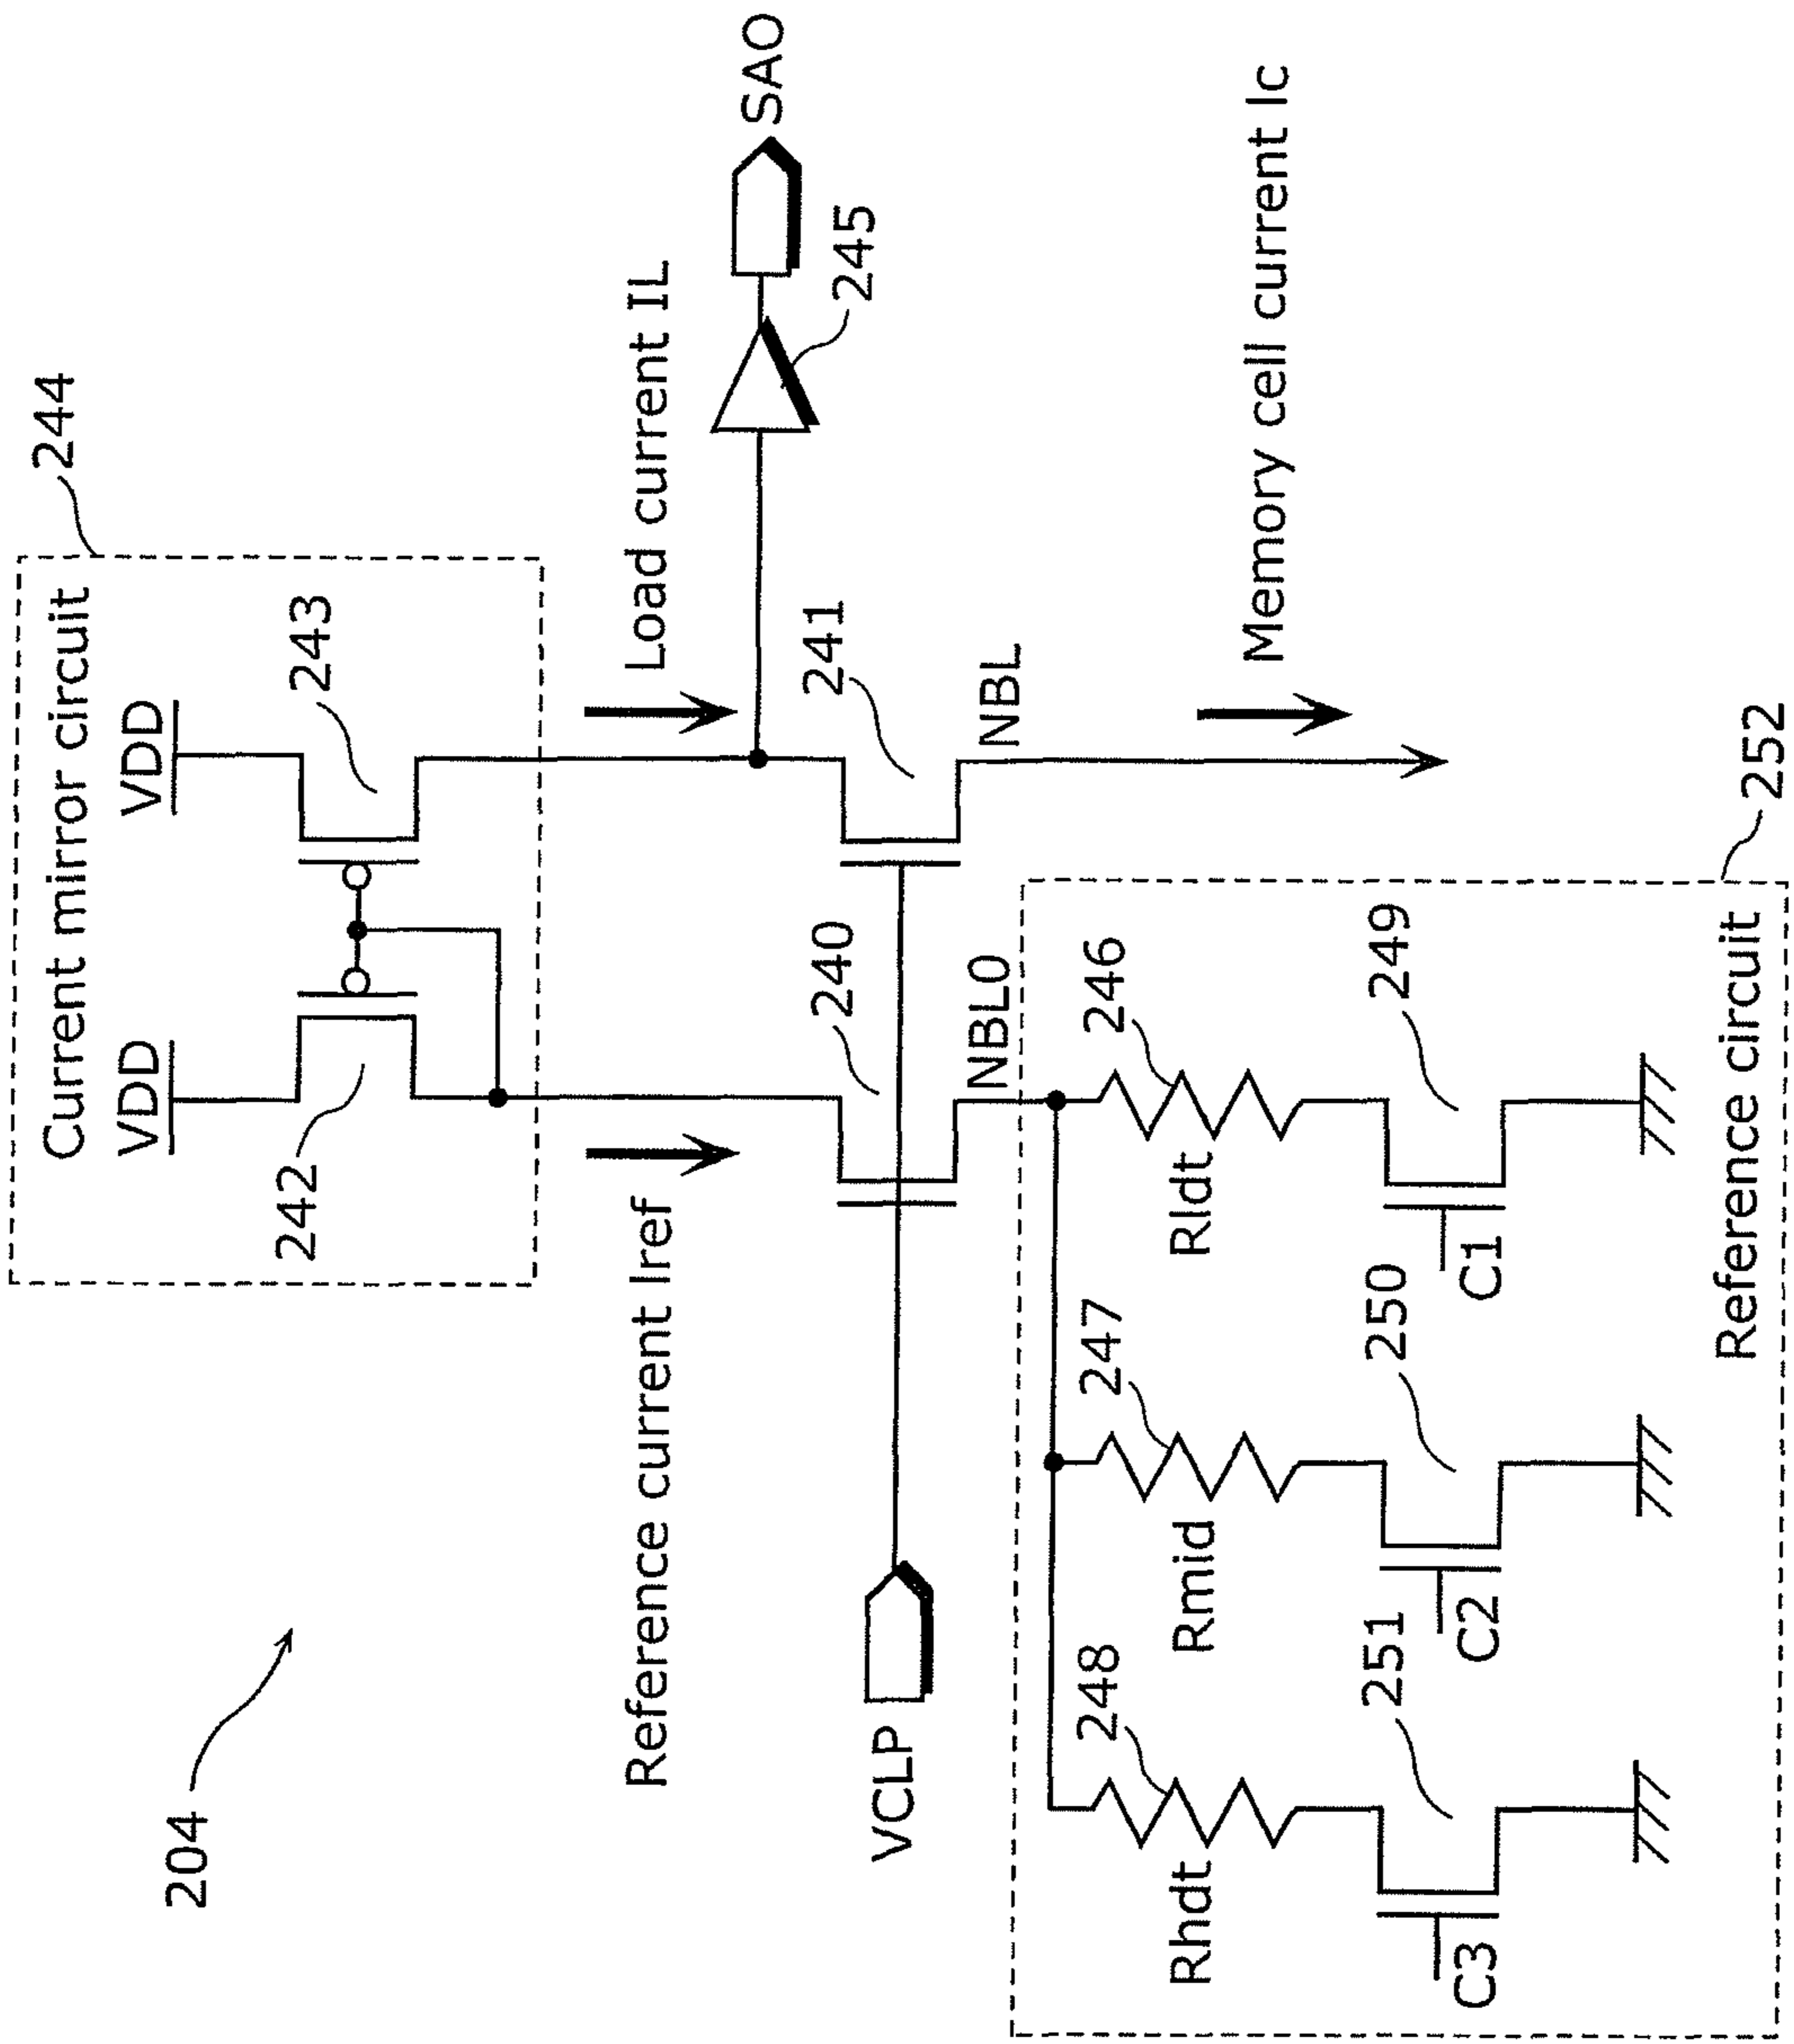 204
244
Current mirror circuit
VDD
VDD
242
243
Reference current Iref
Load current IL
SAO
245
VCLP
240
241
NBL0
NBL
Memory cell current Ic
248
247
246
Rhdt
Rmid
Rldt
251
250
249
C3
C2
C1
Reference circuit
252